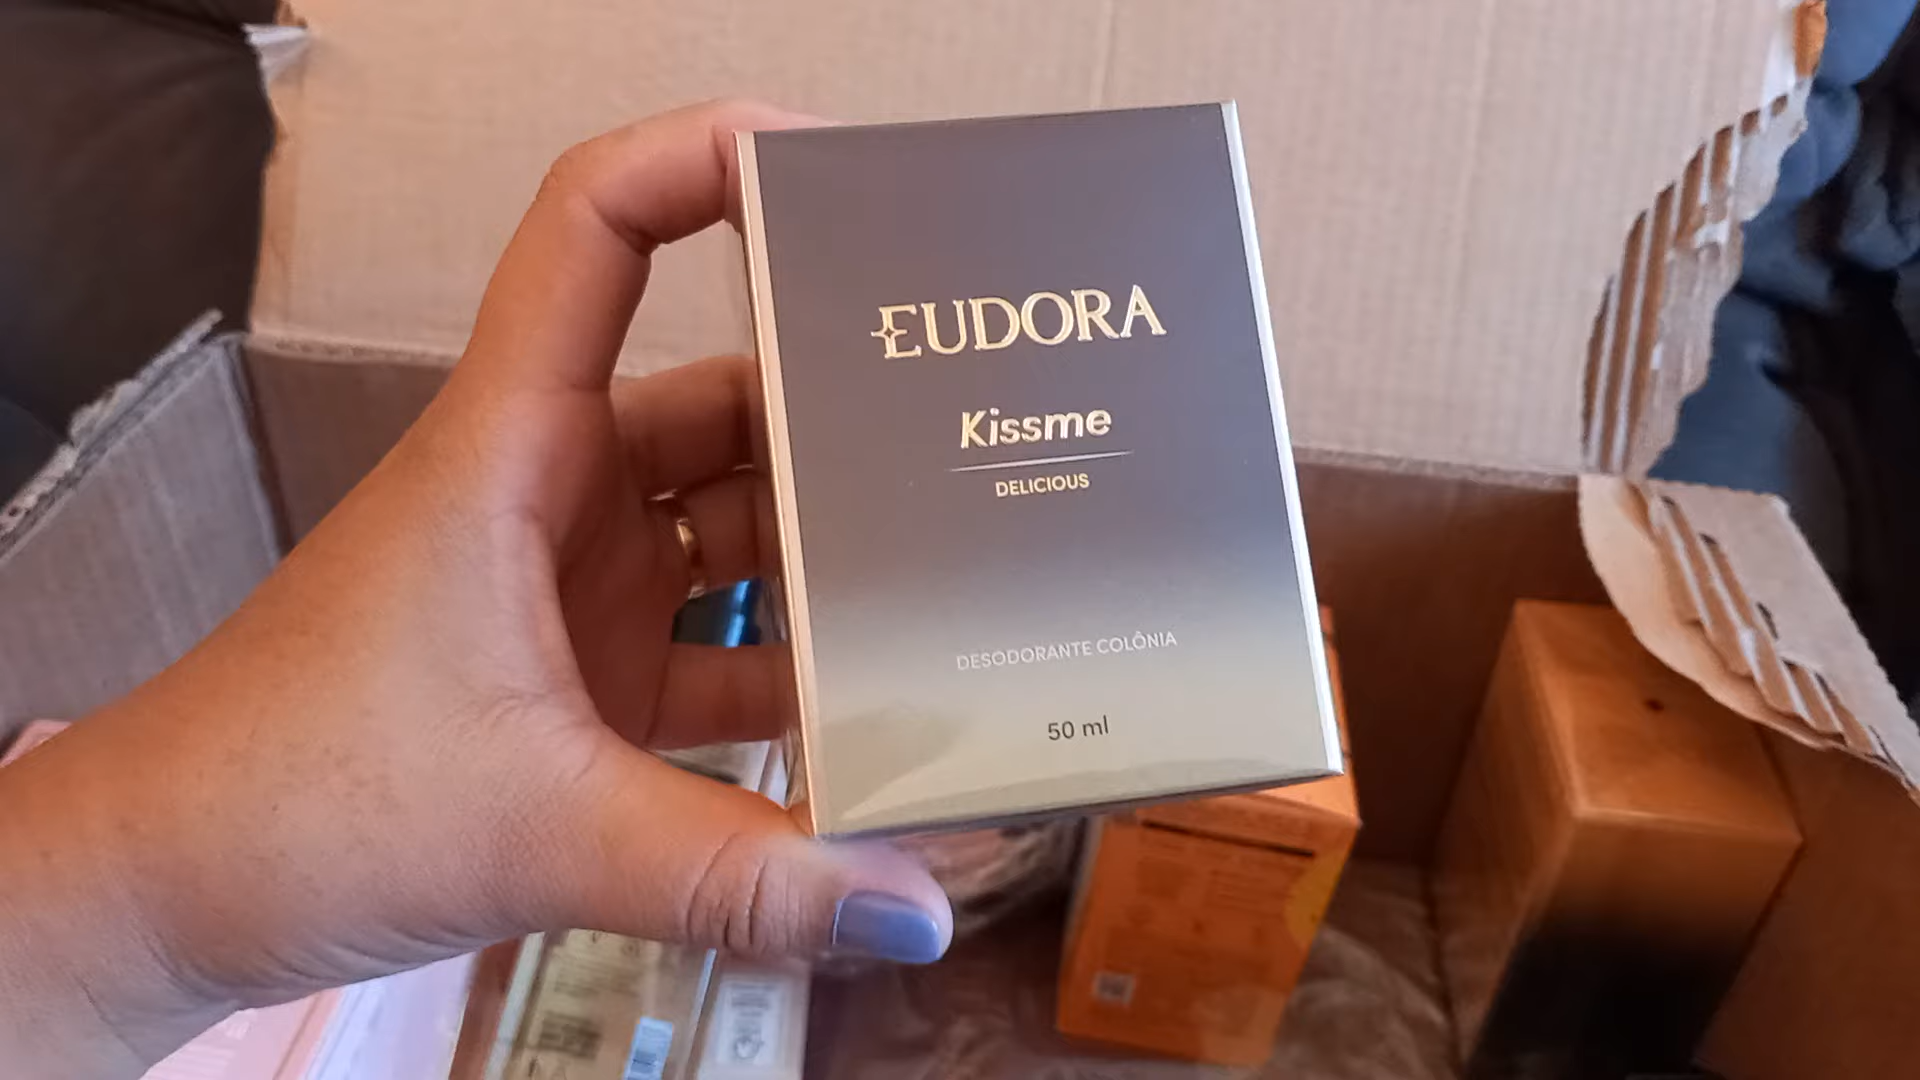 EUDORA
Kissme
DELICIOUS
DESODORANTE COLÔNIA
50 ml